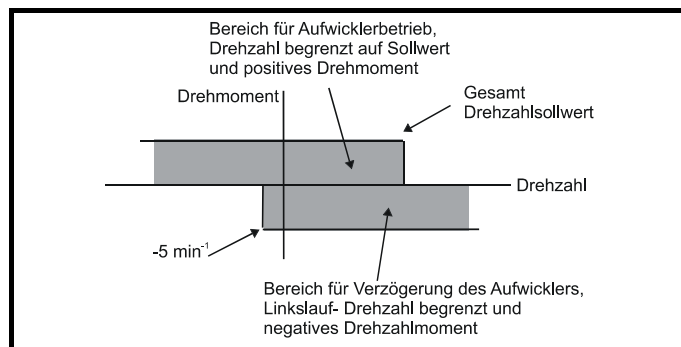 Bereich für Aufwicklerbetrieb,
Drehzahl begrenzt auf Sollwert
und positives Drehmoment
Drehmoment
Gesamt
Drehzahlsollwert
Drehzahl
-5 min⁻¹
Bereich für Verzögerung des Aufwicklers,
Linkslauf- Drehzahl begrenzt und
negatives Drehzahlmoment